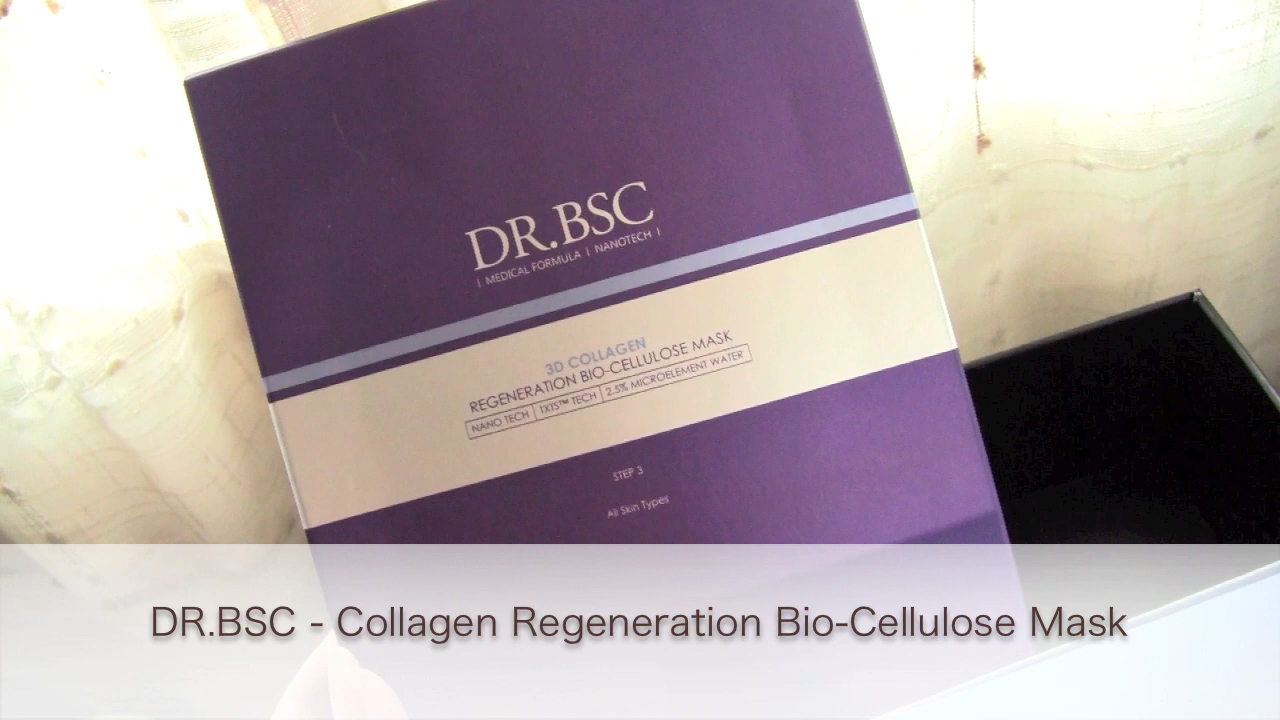 DR.BSC
| MEDICAL FORMULA | NANOTECH |
3D COLLAGEN
REGENERATION BIO-CELLULOSE MASK
NANO TECH | TXTS™ TECH | 2.5% MICROELEMENT WATER
STEP 3
All Skin Types
DR.BSC - Collagen Regeneration Bio-Cellulose Mask